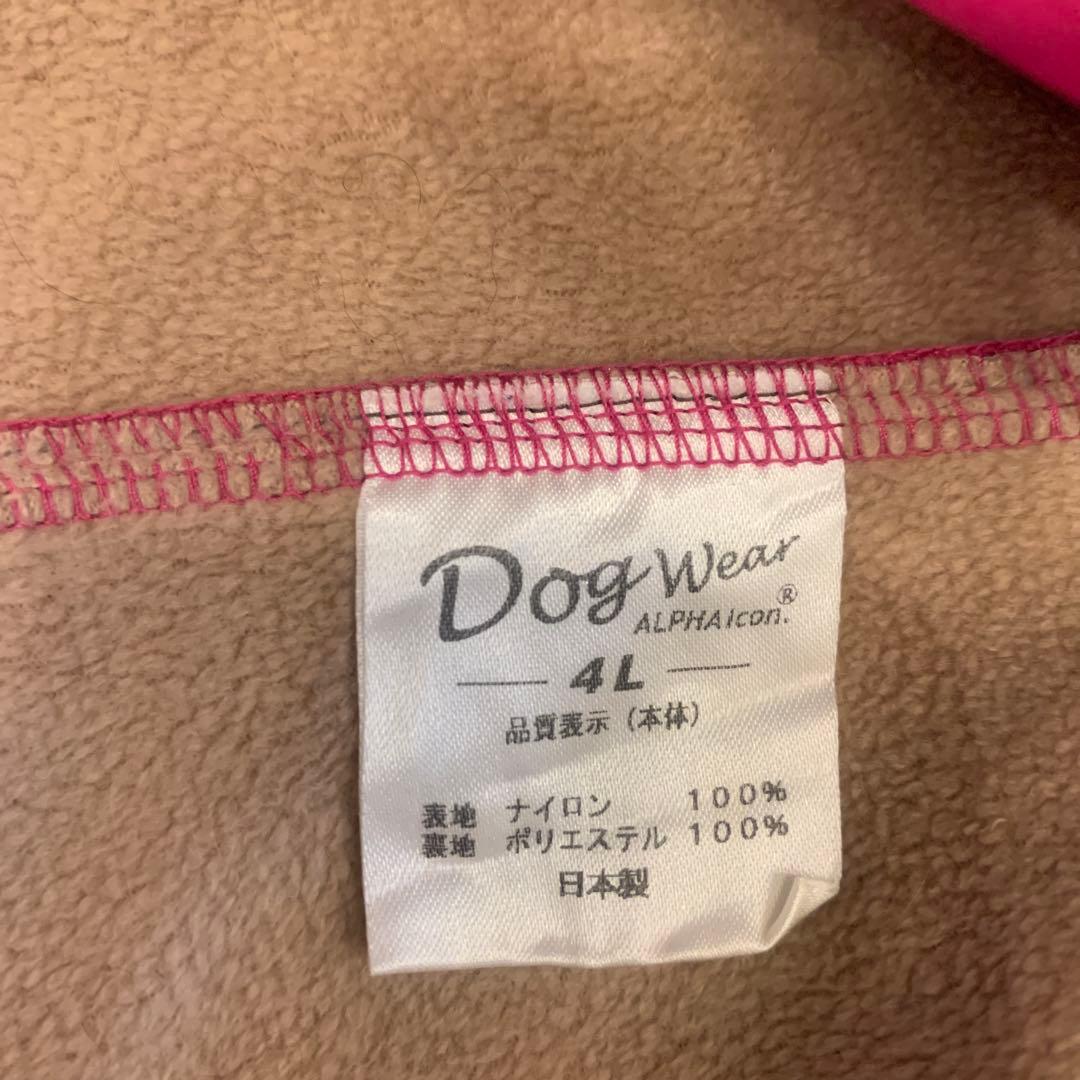 Dog Wear
ALPHAIcon.®
4L
品質表示（本体）
表地 ナイロン 100%
裏地 ポリエステル 100%
日本製